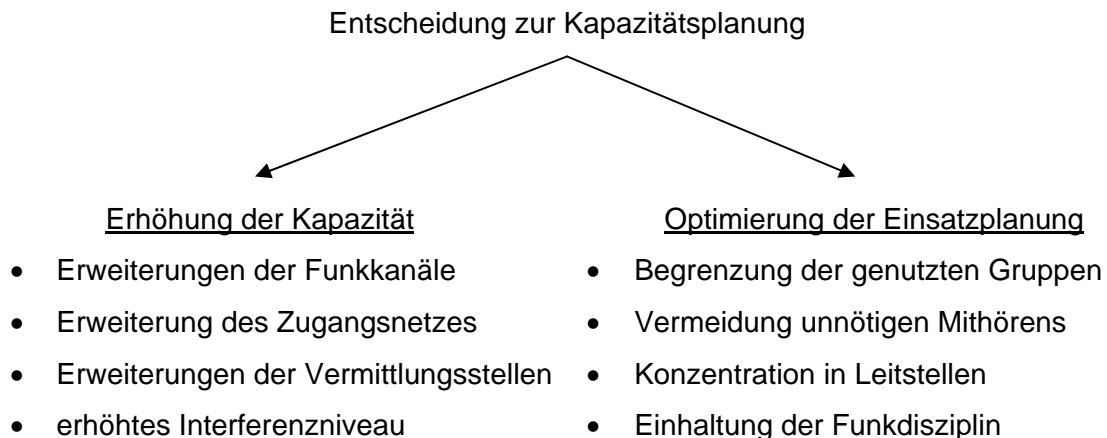 Entscheidung zur Kapazitätsplanung
Erhöhung der Kapazität
• Erweiterungen der Funkkanäle
• Erweiterung des Zugangsnetzes
• Erweiterungen der Vermittlungsstellen
• erhöhtes Interferenzniveau
Optimierung der Einsatzplanung
• Begrenzung der genutzten Gruppen
• Vermeidung unnötigen Mithörens
• Konzentration in Leitstellen
• Einhaltung der Funkdisziplin